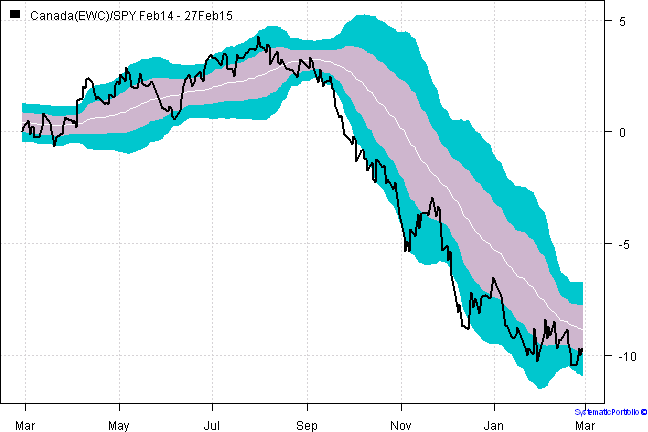 Canada(EWC)/SPY Feb14 - 27Feb15
5
0
-5
-10
SystematicPortfolio ©
Mar May Jul Sep Nov Jan Mar